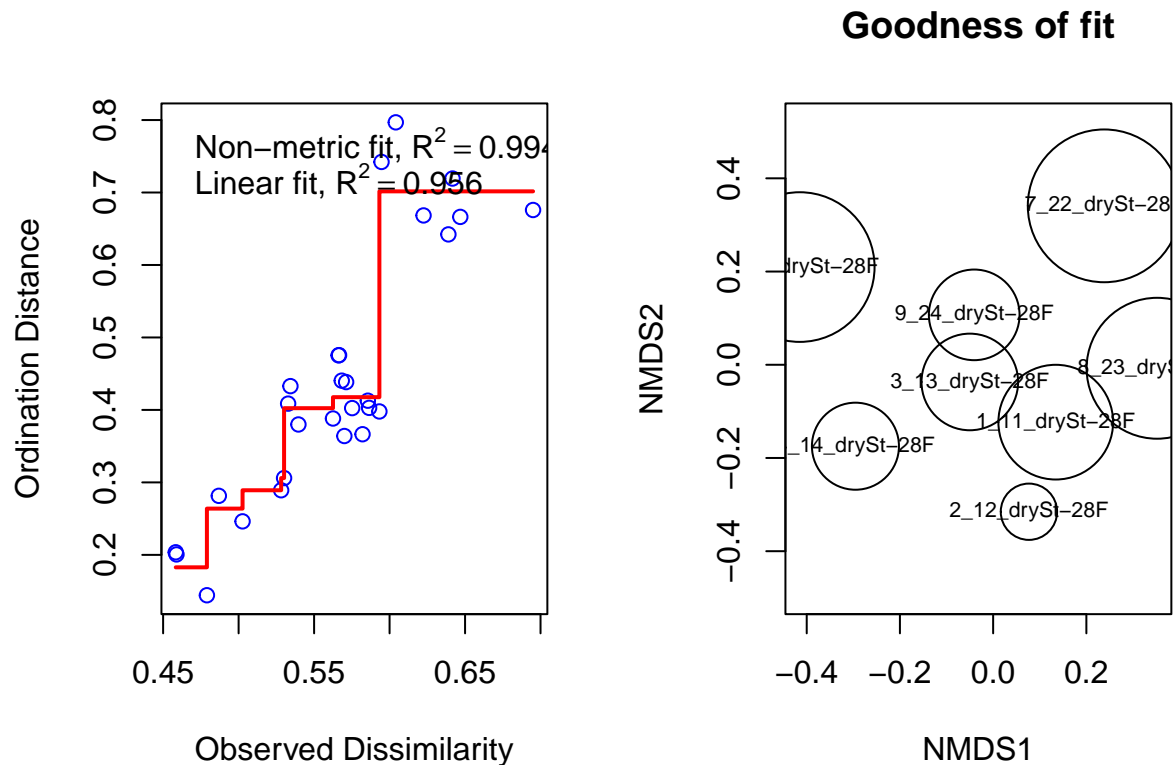 Goodness of fit
Non−metric fit, R2 = 0.994
Linear fit, R2 = 0.956
Ordination Distance
0.2 0.3 0.4 0.5 0.6 0.7 0.8
0.45 0.55 0.65
Observed Dissimilarity
NMDS2
−0.4 −0.2 0.0 0.2 0.4
7_22_drySt−28
drySt−28F
9_24_drySt−28F
3_13_drySt−28F
8_23_dryS
1_11_drySt−28F
_14_drySt−28F
2_12_drySt−28F
−0.4 −0.2 0.0 0.2
NMDS1